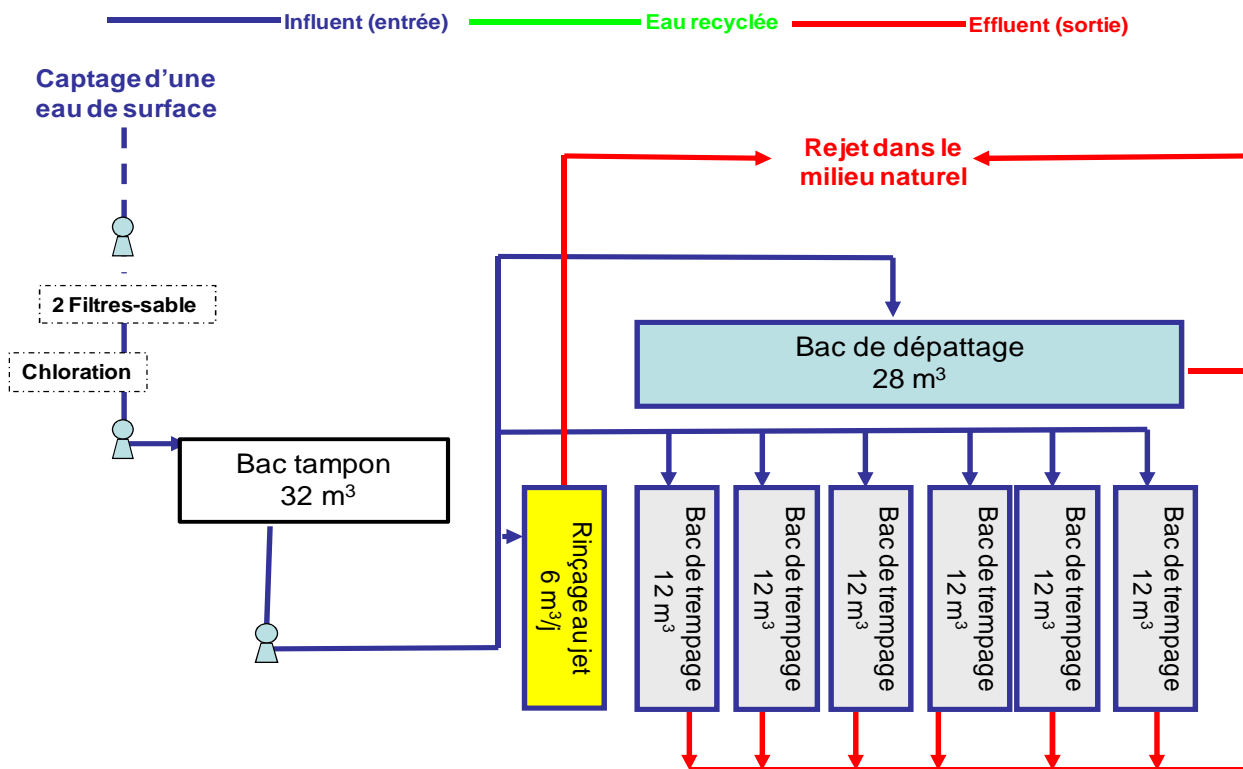 Influent (entrée)
Eau recyclée
Effluent (sortie)
Captage d'une
eau de surface
Rejet dans le
milieu naturel
2 Filtres-sable
Chloration
Bac de dépattage
28 m³
Bac tampon
32 m³
Rinçage au jet
6 m³/j
Bac de trempage
12 m³
Bac de trempage
12 m³
Bac de trempage
12 m³
Bac de trempage
12 m³
Bac de trempage
12 m³
Bac de trempage
12 m³